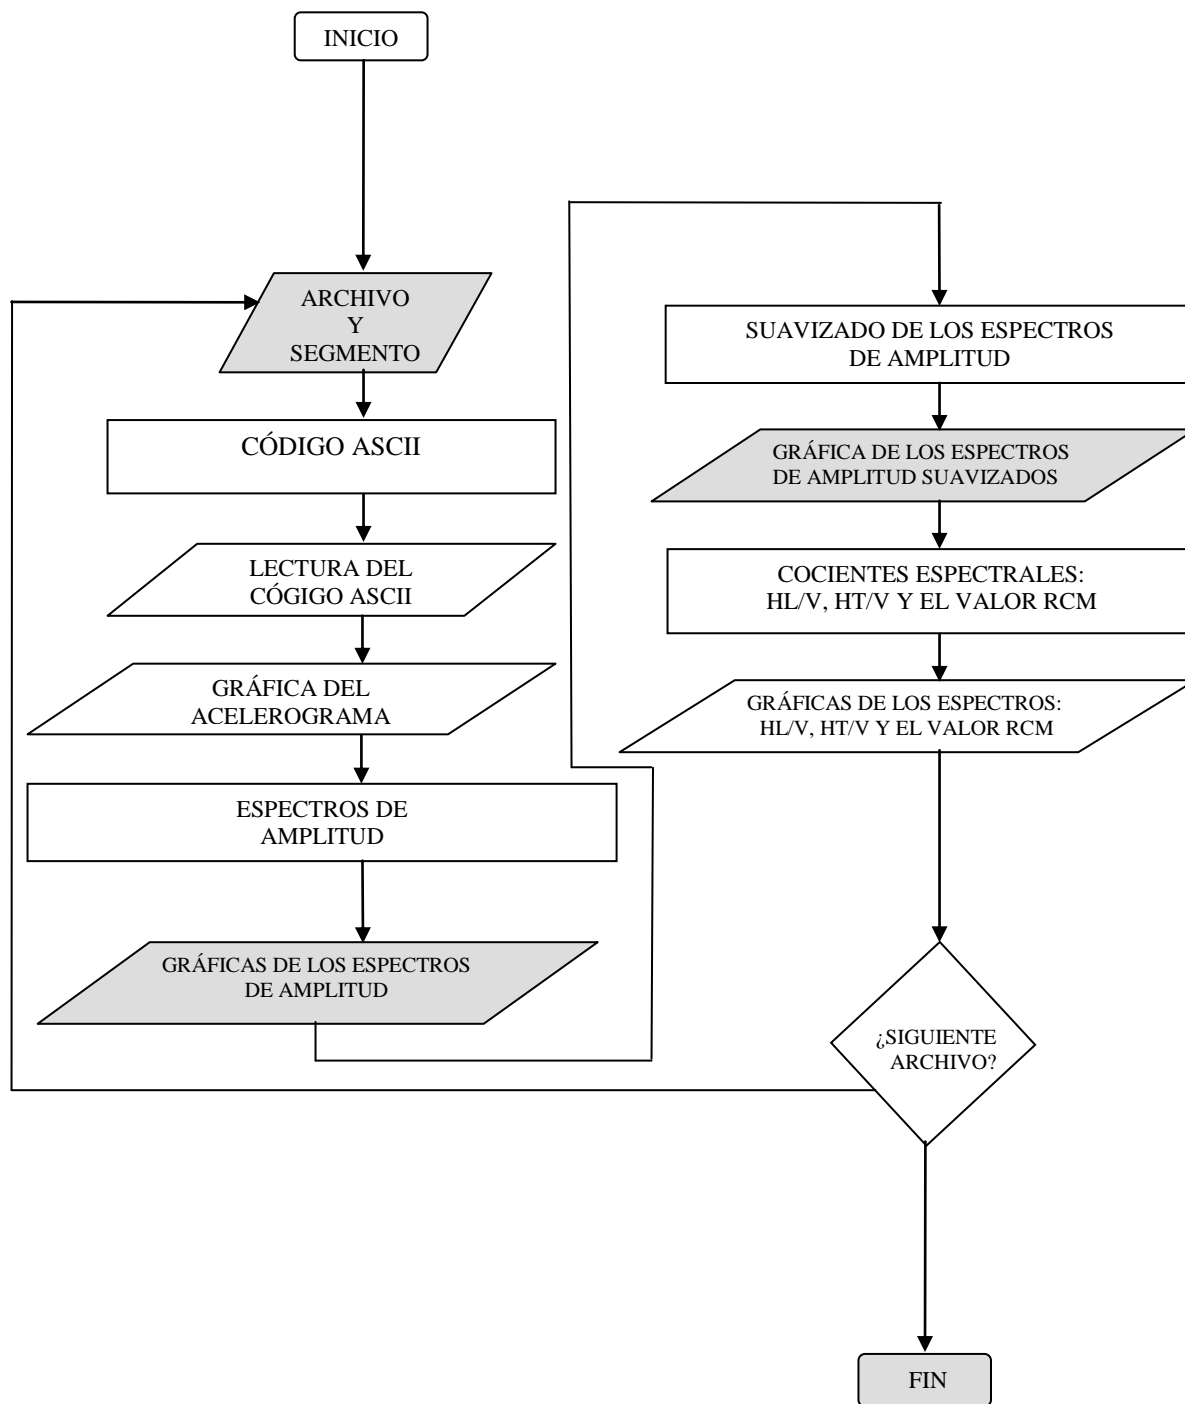 INICIO
ARCHIVO
Y
SEGMENTO
CÓDIGO ASCII
LECTURA DEL
CÓGIGO ASCII
GRÁFICA DEL
ACELEROGRAMA
ESPECTROS DE
AMPLITUD
GRÁFICAS DE LOS ESPECTROS
DE AMPLITUD
SUAVIZADO DE LOS ESPECTROS
DE AMPLITUD
GRÁFICA DE LOS ESPECTROS
DE AMPLITUD SUAVIZADOS
COCIENTES ESPECTRALES:
HL/V, HT/V Y EL VALOR RCM
GRÁFICAS DE LOS ESPECTROS:
HL/V, HT/V Y EL VALOR RCM
¿SIGUIENTE
ARCHIVO?
FIN